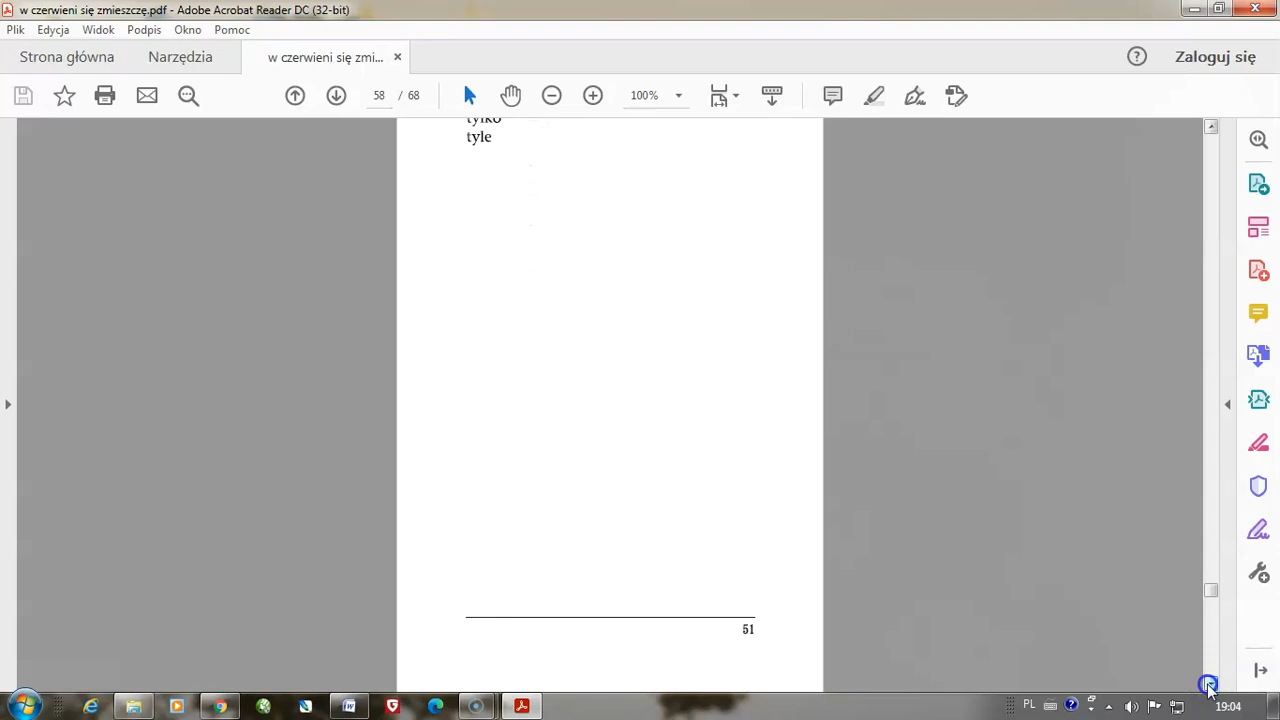 w czerwieni się zmieszczę.pdf - Adobe Acrobat Reader DC (32-bit)
Plik Edycja Widok Podpis Okno Pomoc
Strona główna Narzędzia w czerwieni się zmi... × Zaloguj się
58 / 68 100%
tylko
tyle
51
PL 19:04